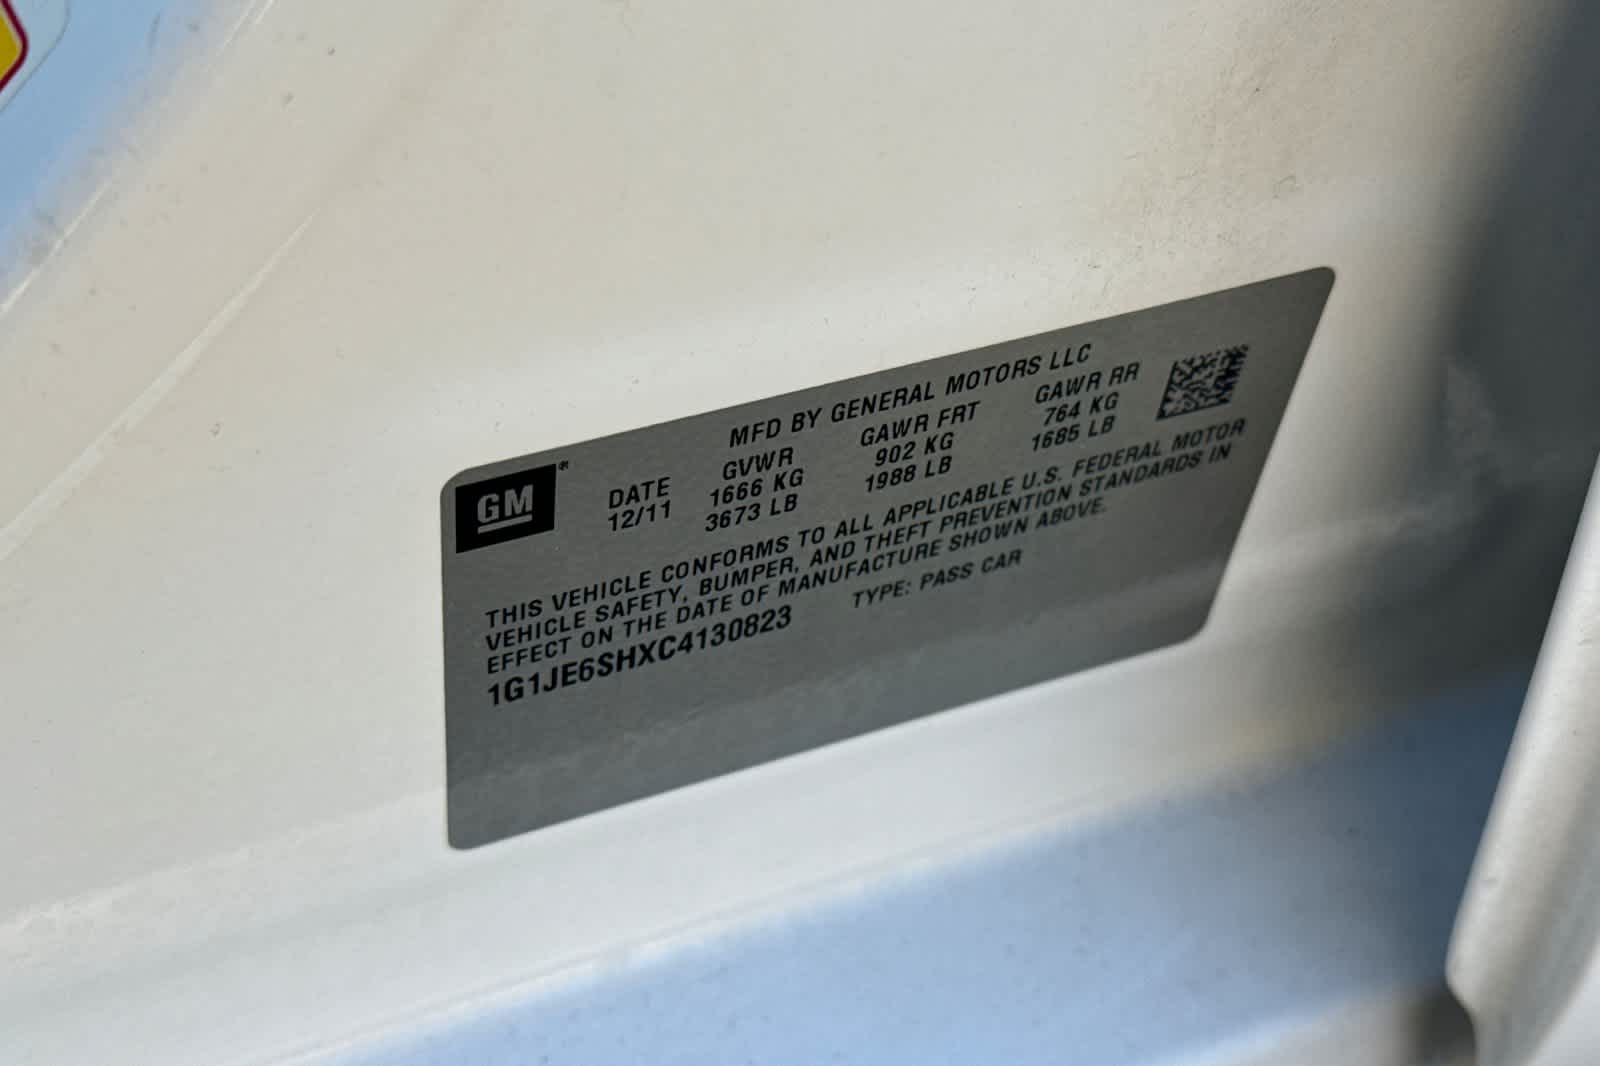 MFD BY GENERAL MOTORS LLC
GM®
DATE GVWR GAWR FRT GAWR RR
12/11 1666 KG 902 KG 764 KG
3673 LB 1988 LB 1685 LB
THIS VEHICLE CONFORMS TO ALL APPLICABLE U.S. FEDERAL MOTOR
VEHICLE SAFETY, BUMPER, AND THEFT PREVENTION STANDARDS IN
EFFECT ON THE DATE OF MANUFACTURE SHOWN ABOVE.
1G1JE6SHXC4130823 TYPE: PASS CAR